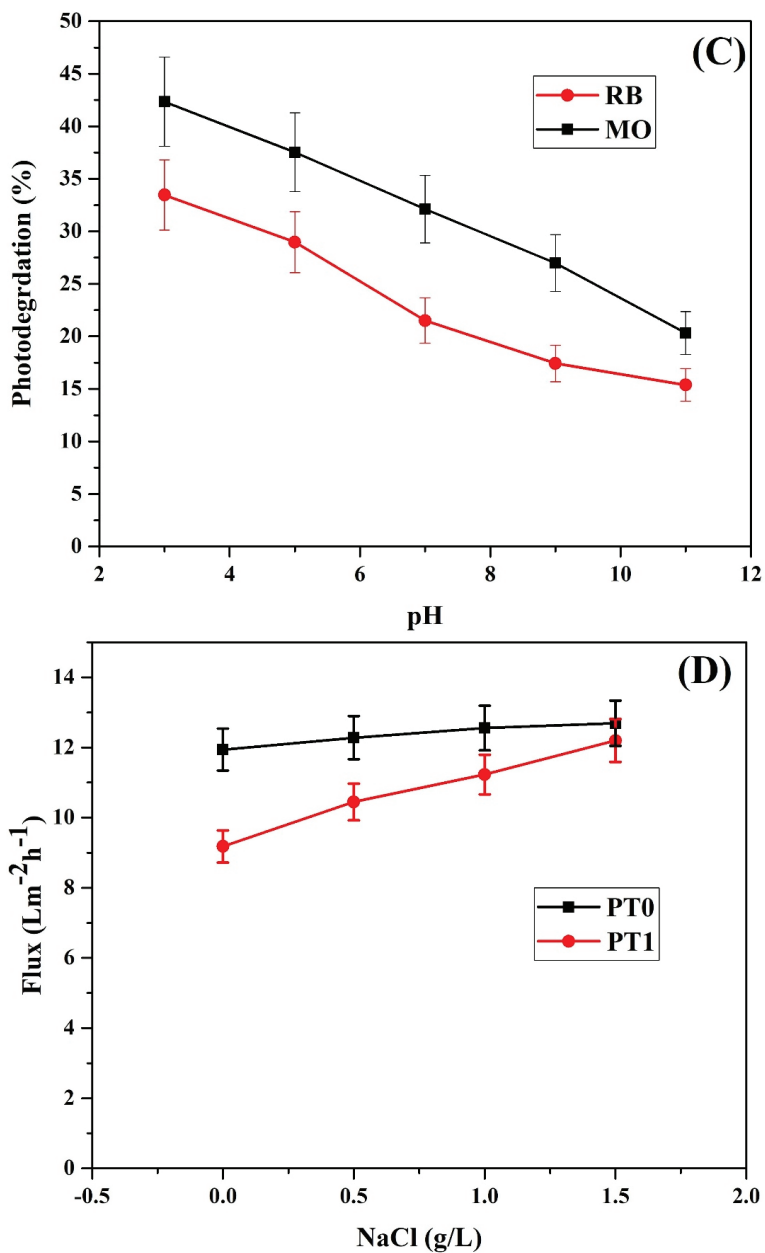 50
(C)
45
RB
40
MO
35
30
25
20
15
10
5
0
2 4 6 8 10 12
Photodegrdation (%)
pH
14
(D)
12
10
8
PT0
PT1
6
4
2
0
-0.5 0.0 0.5 1.0 1.5 2.0
Flux (Lm⁻²h⁻¹)
NaCl (g/L)